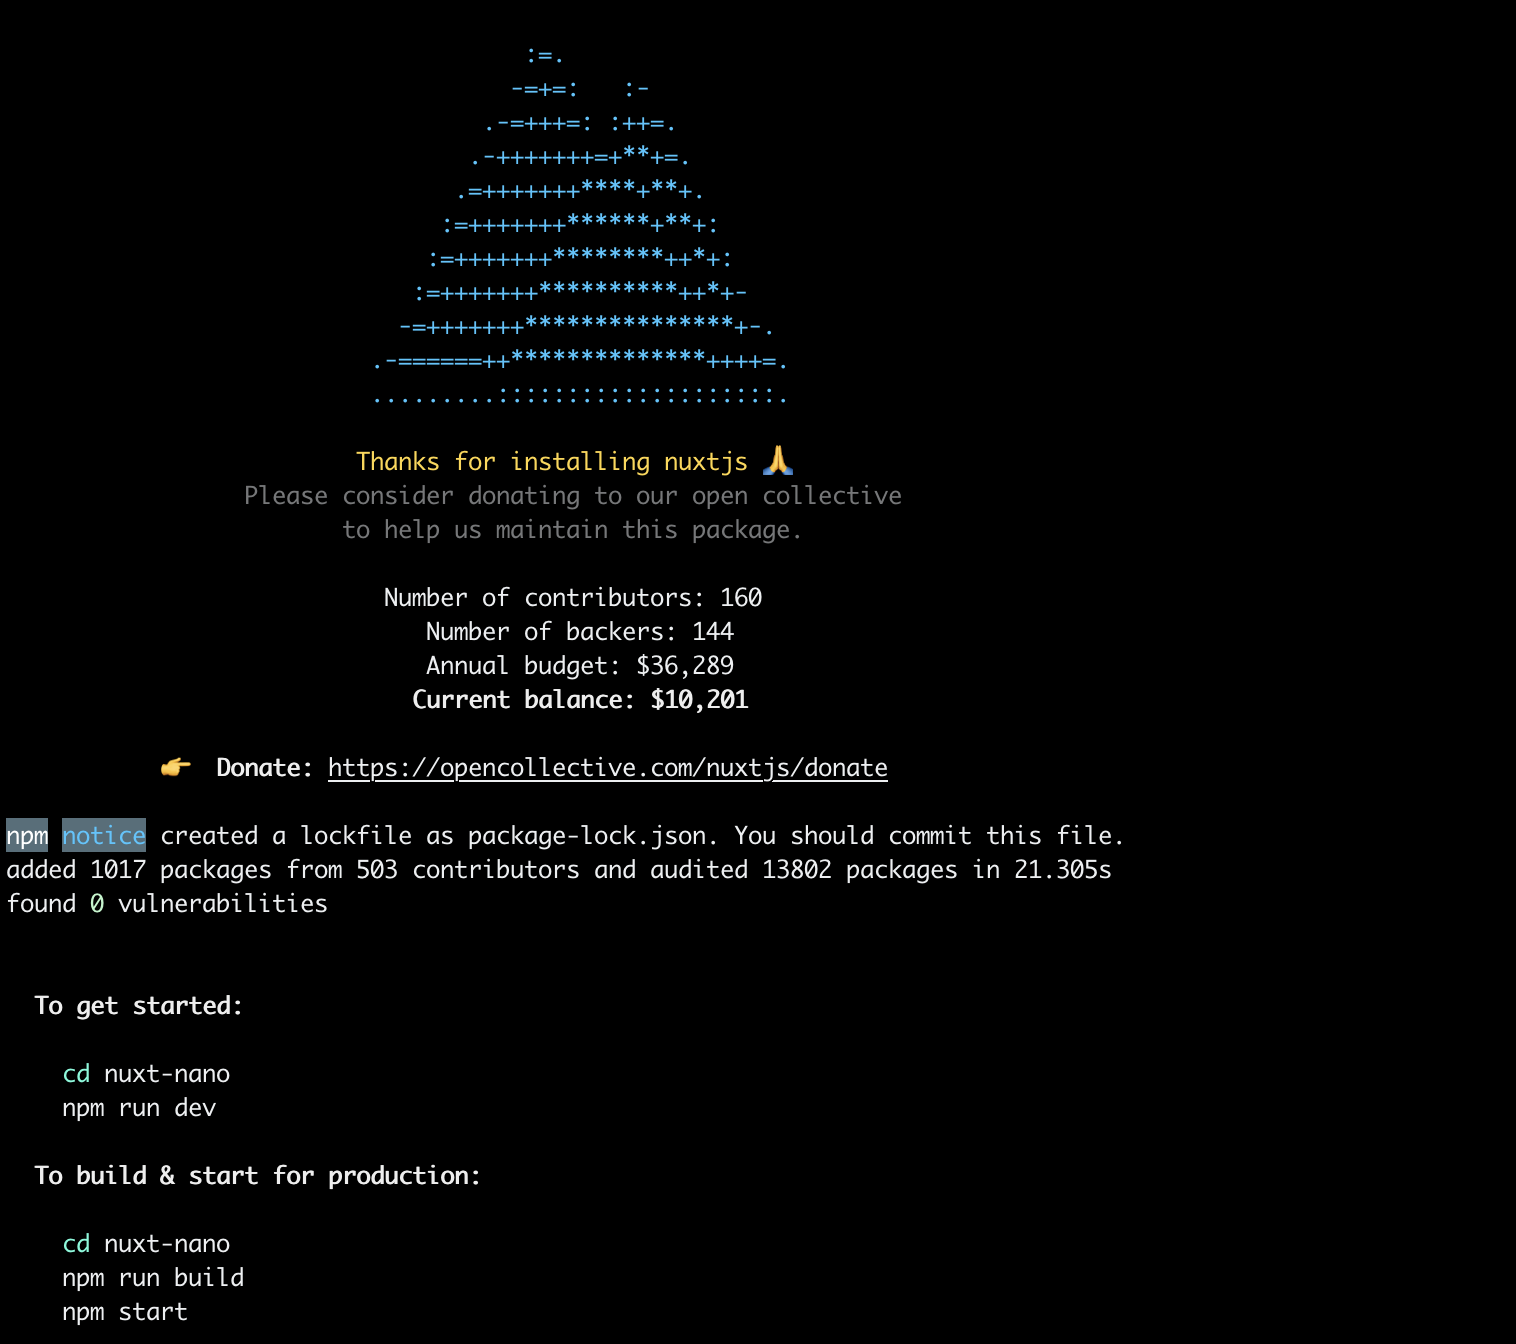 :=.
-=+=:   :-
.-=+++=: :++=.
.-+++++++=+**+=.
.=+++++++****+**+.
:=+++++++******+**+:
:=+++++++********++*+:
:=+++++++**********++*+-
-=+++++++***************+-.
.-======++**************++++=.
.........::::::::::::::::::::.
Thanks for installing nuxtjs 🙏
Please consider donating to our open collective
to help us maintain this package.
Number of contributors: 160
Number of backers: 144
Annual budget: $36,289
Current balance: $10,201
👉 Donate: https://opencollective.com/nuxtjs/donate
npm notice created a lockfile as package-lock.json. You should commit this file.
added 1017 packages from 503 contributors and audited 13802 packages in 21.305s
found 0 vulnerabilities
To get started:
cd nuxt-nano
npm run dev
To build & start for production:
cd nuxt-nano
npm run build
npm start